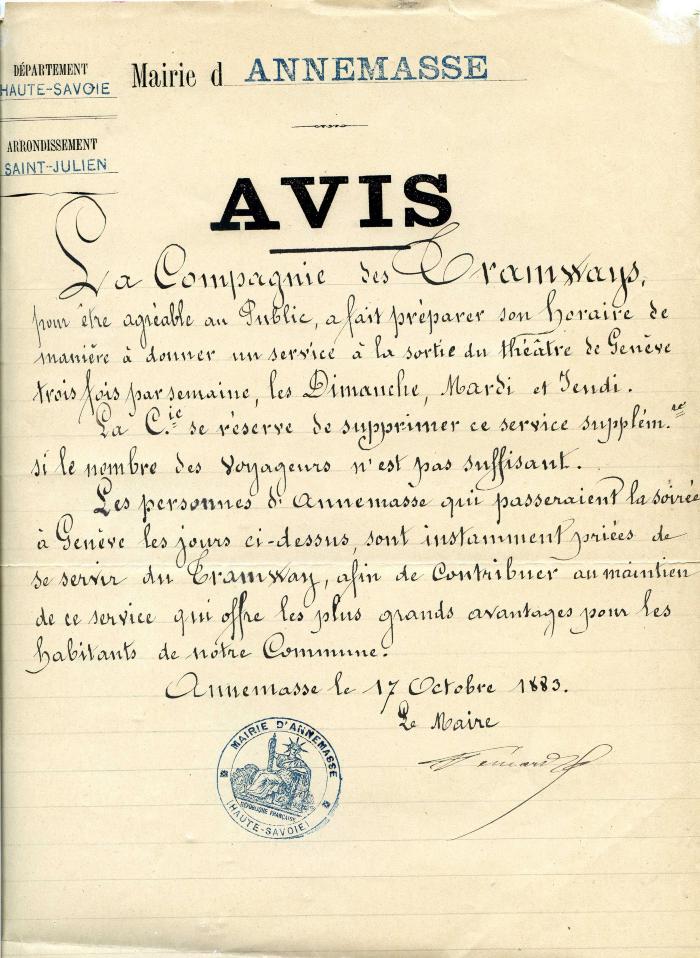 DÉPARTEMENT
HAUTE-SAVOIE
Mairie d ANNEMASSE
ARRONDISSEMENT
SAINT-JULIEN
AVIS
La Compagnie des Tramways,
pour être agréable au Public, a fait préparer son horaire de
manière à donner un service à la sortie du théâtre de Genève
trois fois par semaine, les Dimanche, Mardi et Jeudi.
La C.ie se réserve de supprimer ce service supplém.re
si le nombre des voyageurs n'est pas suffisant.
Les personnes d'Annemasse qui passeraient la soirée
à Genève les jours ci-dessus, sont instamment priées de
se servir du Tramway, afin de contribuer au maintien
de ce service qui offre les plus grands avantages pour les
habitants de notre Commune.
Annemasse le 17 Octobre 1883.
Le Maire
MAIRIE D'ANNEMASSE
RÉPUBLIQUE FRANÇAISE
(HAUTE-SAVOIE)